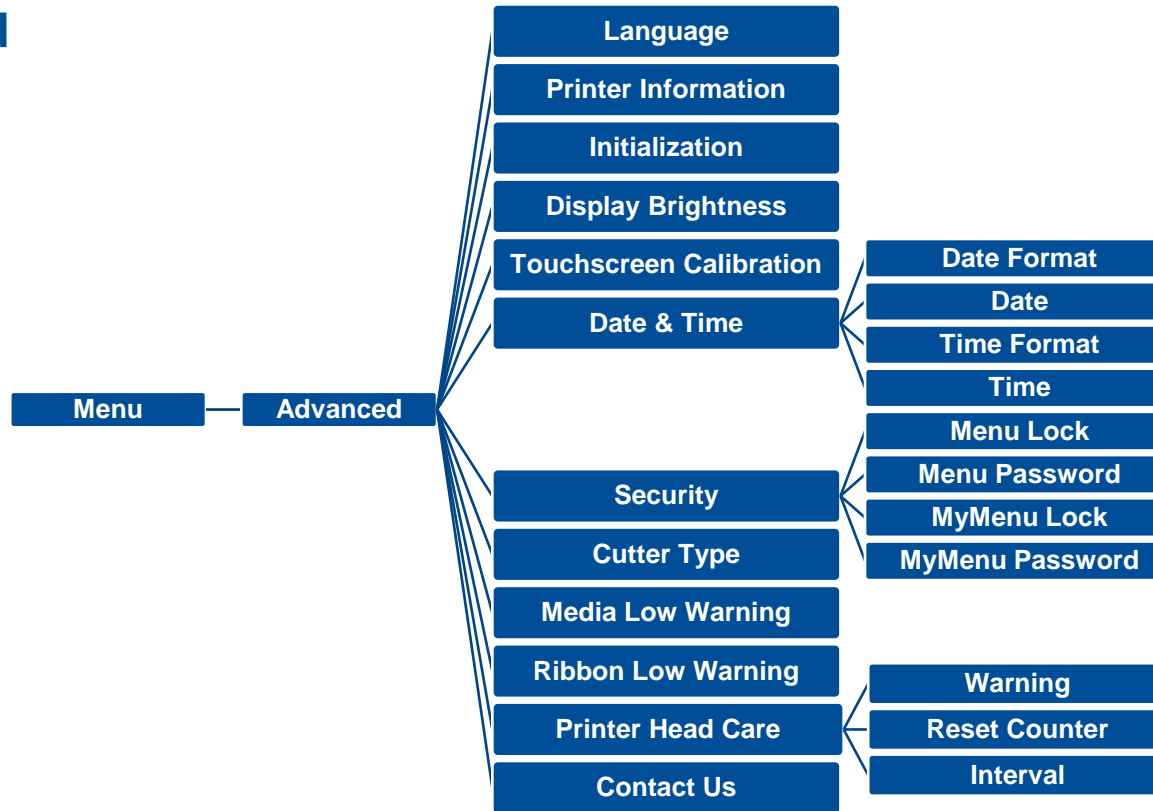 Language
Printer Information
Initialization
Display Brightness
Touchscreen Calibration
Date & Time
Date Format
Date
Time Format
Time
Menu
Advanced
Security
Menu Lock
Menu Password
MyMenu Lock
MyMenu Password
Cutter Type
Media Low Warning
Ribbon Low Warning
Printer Head Care
Warning
Reset Counter
Interval
Contact Us